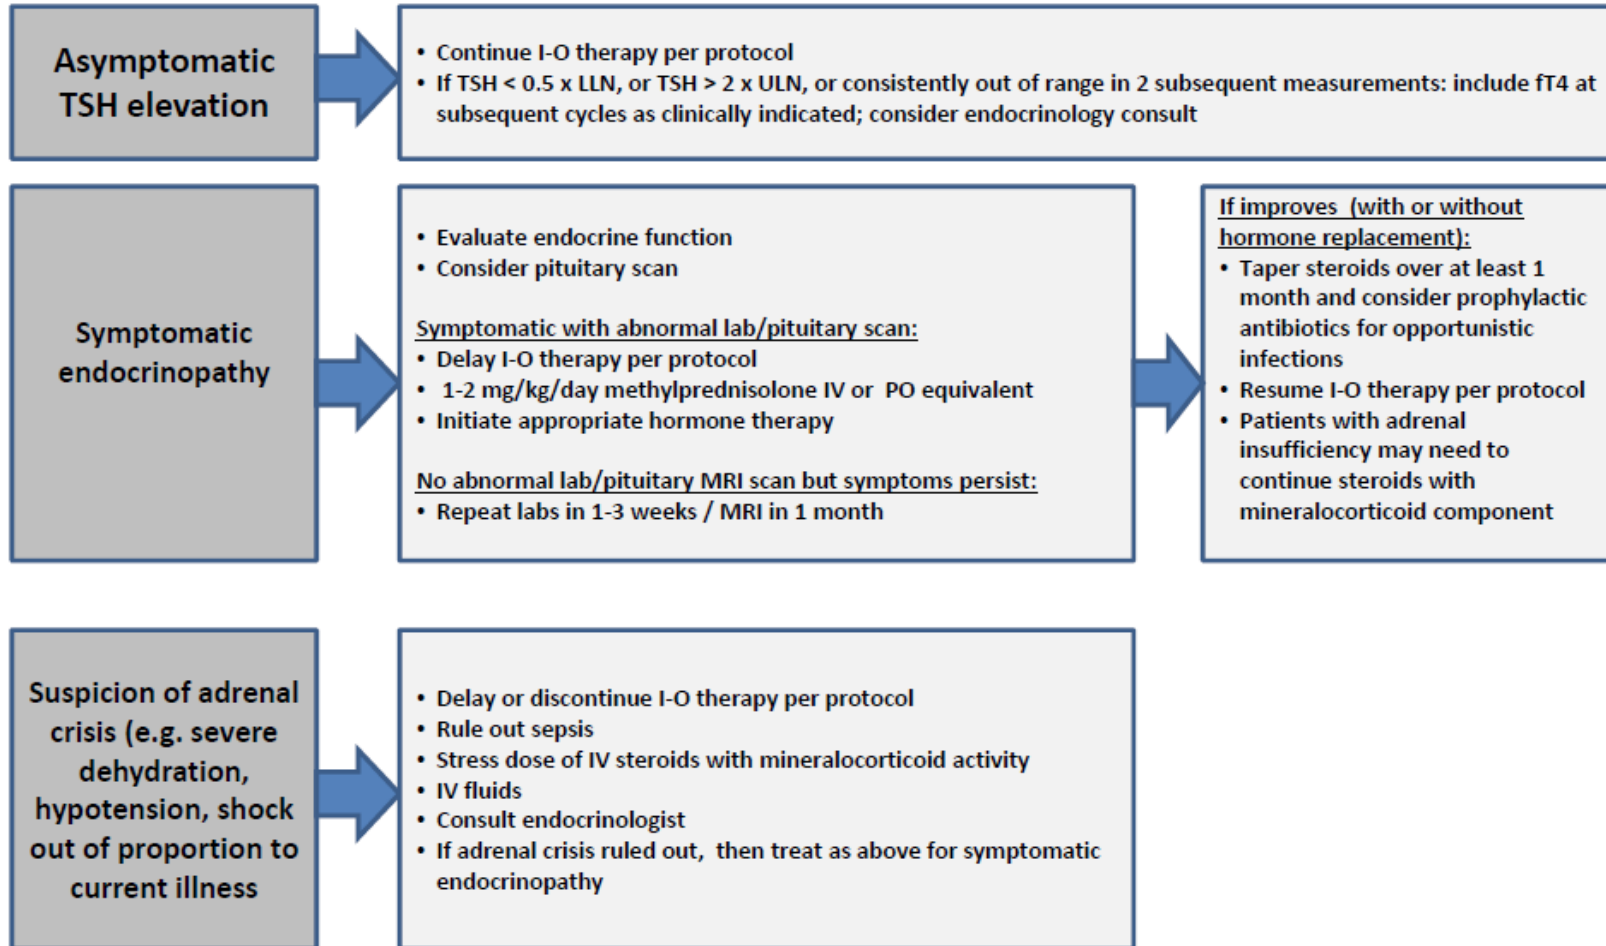 Asymptomatic
TSH elevation
• Continue I-O therapy per protocol
• If TSH < 0.5 x LLN, or TSH > 2 x ULN, or consistently out of range in 2 subsequent measurements: include fT4 at
subsequent cycles as clinically indicated; consider endocrinology consult
Symptomatic
endocrinopathy
• Evaluate endocrine function
• Consider pituitary scan
Symptomatic with abnormal lab/pituitary scan:
• Delay I-O therapy per protocol
• 1-2 mg/kg/day methylprednisolone IV or PO equivalent
• Initiate appropriate hormone therapy
No abnormal lab/pituitary MRI scan but symptoms persist:
• Repeat labs in 1-3 weeks / MRI in 1 month
If improves (with or without
hormone replacement):
• Taper steroids over at least 1
month and consider prophylactic
antibiotics for opportunistic
infections
• Resume I-O therapy per protocol
• Patients with adrenal
insufficiency may need to
continue steroids with
mineralocorticoid component
Suspicion of adrenal
crisis (e.g. severe
dehydration,
hypotension, shock
out of proportion to
current illness
• Delay or discontinue I-O therapy per protocol
• Rule out sepsis
• Stress dose of IV steroids with mineralocorticoid activity
• IV fluids
• Consult endocrinologist
• If adrenal crisis ruled out, then treat as above for symptomatic
endocrinopathy